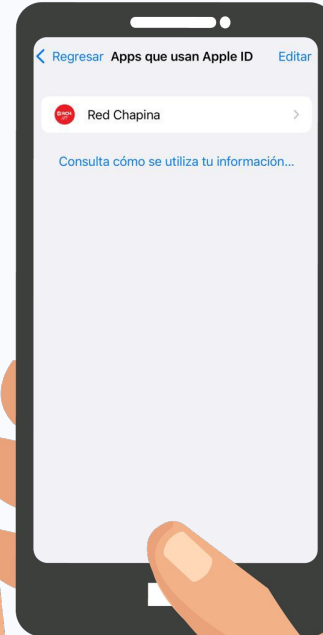 Regresar Apps que usan Apple ID Editar
Red Chapina
Consulta cómo se utiliza tu información...